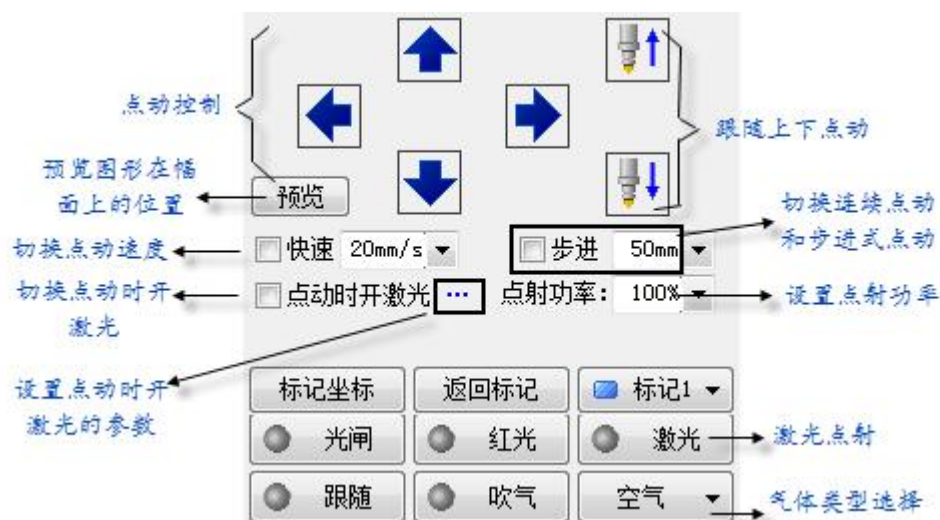 点动控制
跟随上下点动
预览图形在幅
面上的位置
预览
切换连续点动
和步进式点动
切换点动速度
快速 20mm/s
步进 50mm
切换点动时开
激光
点动时开激光 ...
点射功率: 100%
设置点射功率
设置点动时开
激光的参数
标记坐标 返回标记 标记1
光闸 红光 激光
激光点射
跟随 吹气 空气
气体类型选择